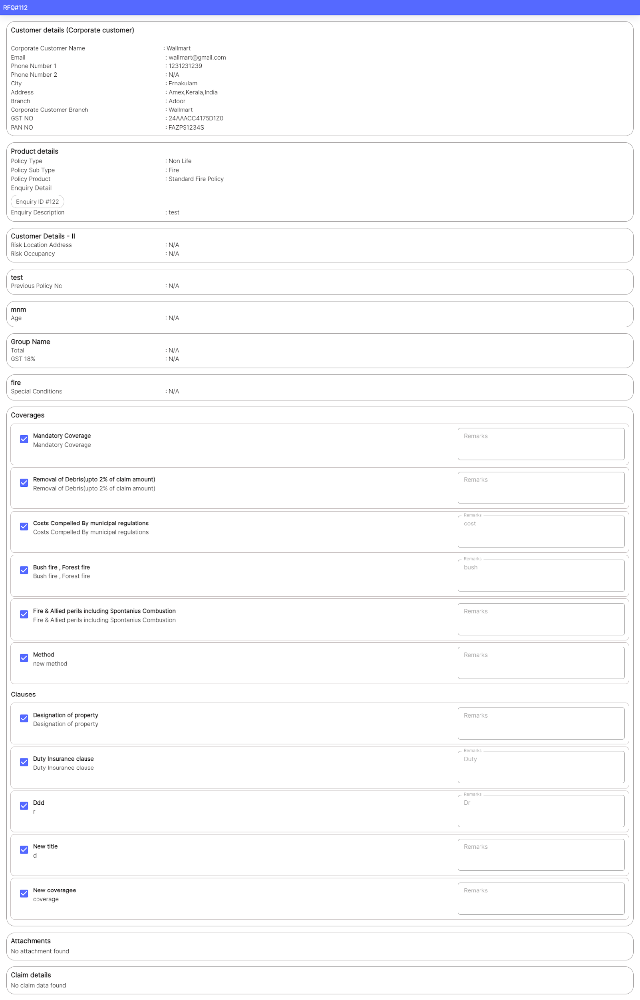 RFQ#112
Customer details (Corporate customer)
Corporate Customer Name : Wallmart
Email : wallmart@gmail.com
Phone Number 1 : 1231231239
Phone Number 2 : N/A
City : Ernakulam
Address : Amex,Kerala,India
Branch : Adoor
Corporate Customer Branch : Wallmart
GST NO : 24AAACC4175D1Z0
PAN NO : FAZPS1234S
Product details
Policy Type : Non Life
Policy Sub Type : Fire
Policy Product : Standard Fire Policy
Enquiry Detail
Enquiry ID #122
Enquiry Description : test
Customer Details - II
Risk Location Address : N/A
Risk Occupancy : N/A
test
Previous Policy No : N/A
mnm
Age : N/A
Group Name
Total : N/A
GST 18% : N/A
fire
Special Conditions : N/A
Coverages
Mandatory Coverage
Remarks
Mandatory Coverage
Removal of Debris(upto 2% of claim amount)
Remarks
Removal of Debris(upto 2% of claim amount)
Remarks
Costs Compelled By municipal regulations
cost
Costs Compelled By municipal regulations
Remarks
Bush fire , Forest fire
bush
Bush fire , Forest fire
Fire & Allied perils including Spontanius Combustion
Remarks
Fire & Allied perils including Spontanius Combustion
Method
Remarks
new method
Clauses
Designation of property
Remarks
Designation of property
Remarks
Duty Insurance clause
Duty
Duty Insurance clause
Remarks
Ddd
Dr
r
New title
Remarks
d
New coveragee
Remarks
coverage
Attachments
No attachment found
Claim details
No claim data found